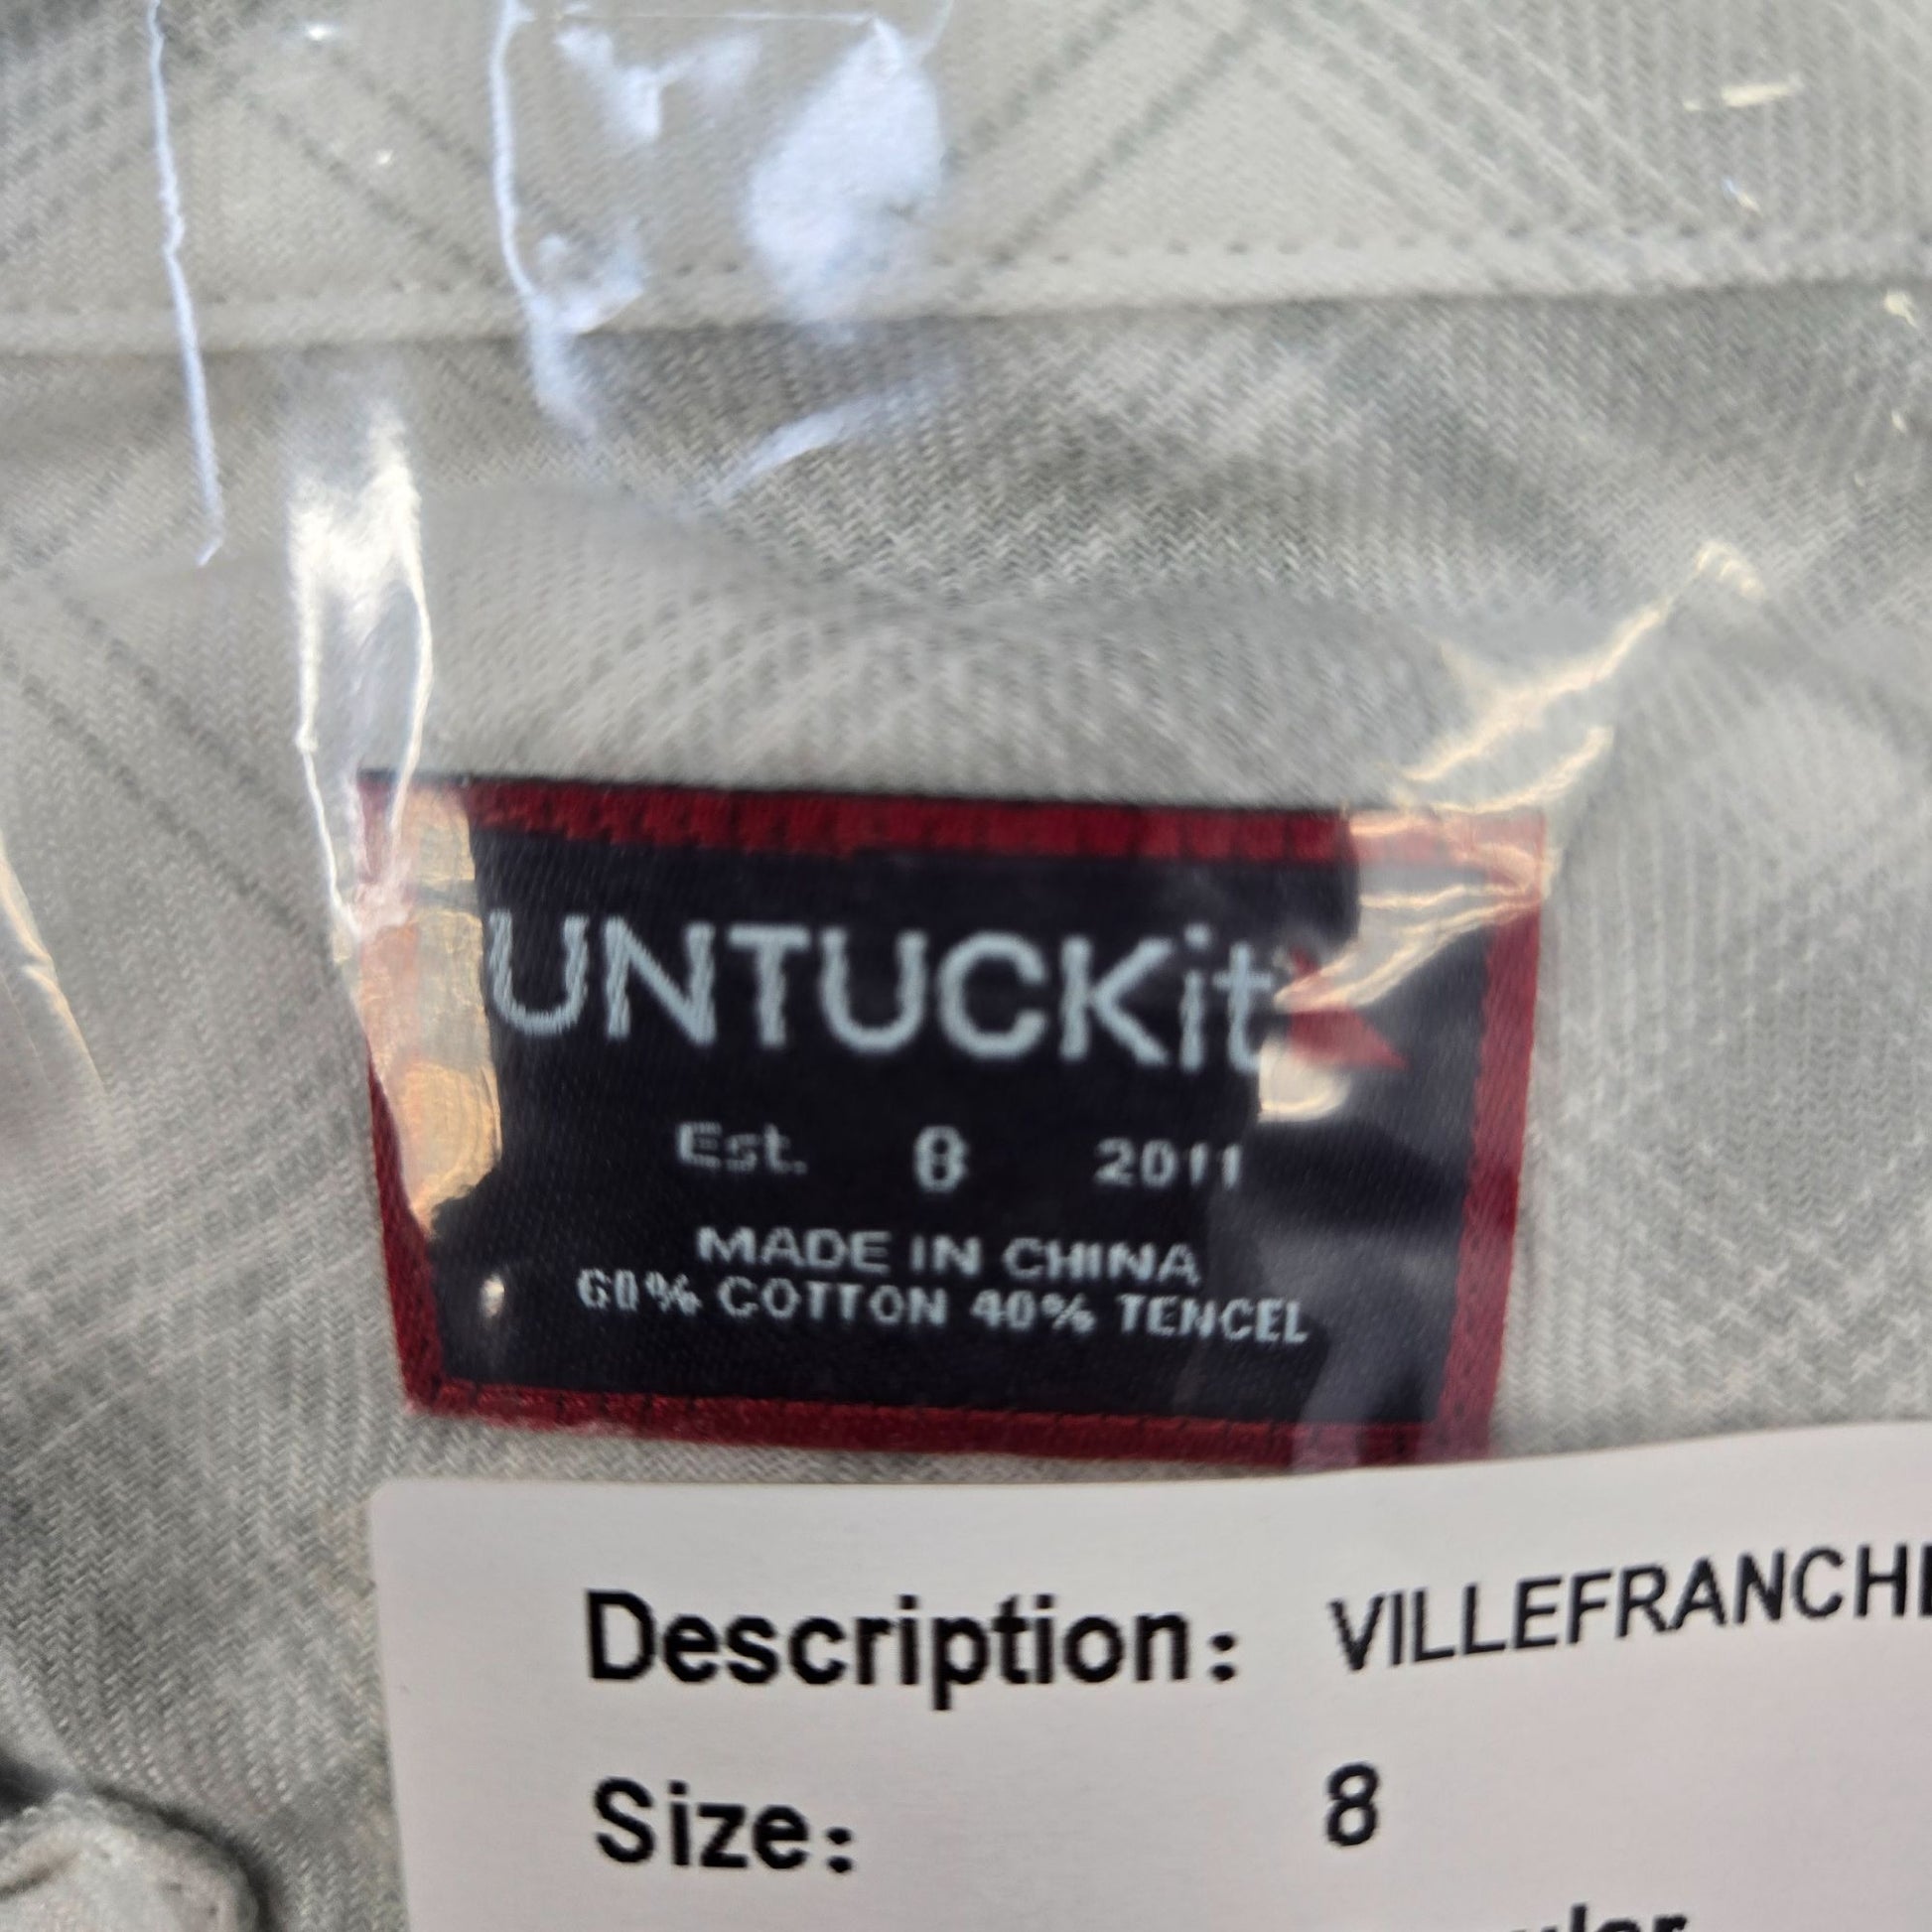 UNTUCKit
Est. 8 2011
MADE IN CHINA
60% COTTON 40% TENCEL
Description: VILLEFRANCHE
Size: 8